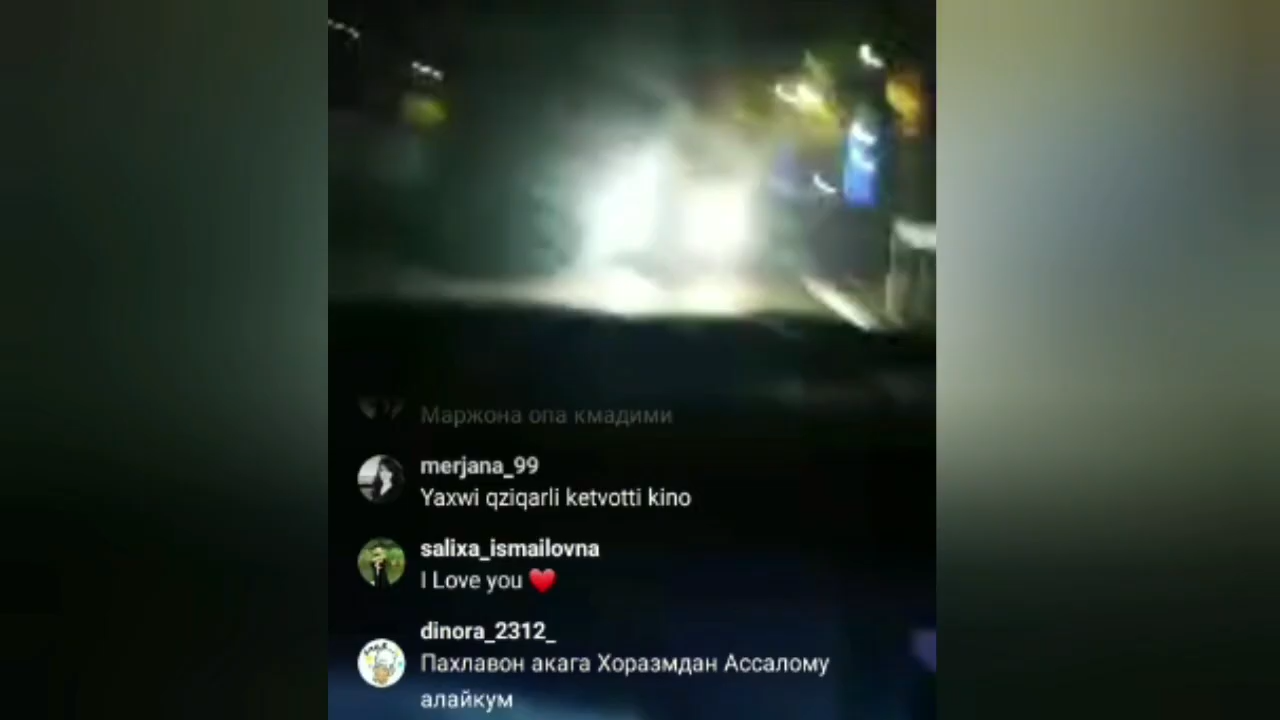 Маржона опа кмадими
merjana_99
Yaxwi qziqarli ketvotti kino
salixa_ismailovna
I Love you ❤️
dinora_2312_
Пахлавон акага Хоразмдан Ассалому
алайкум